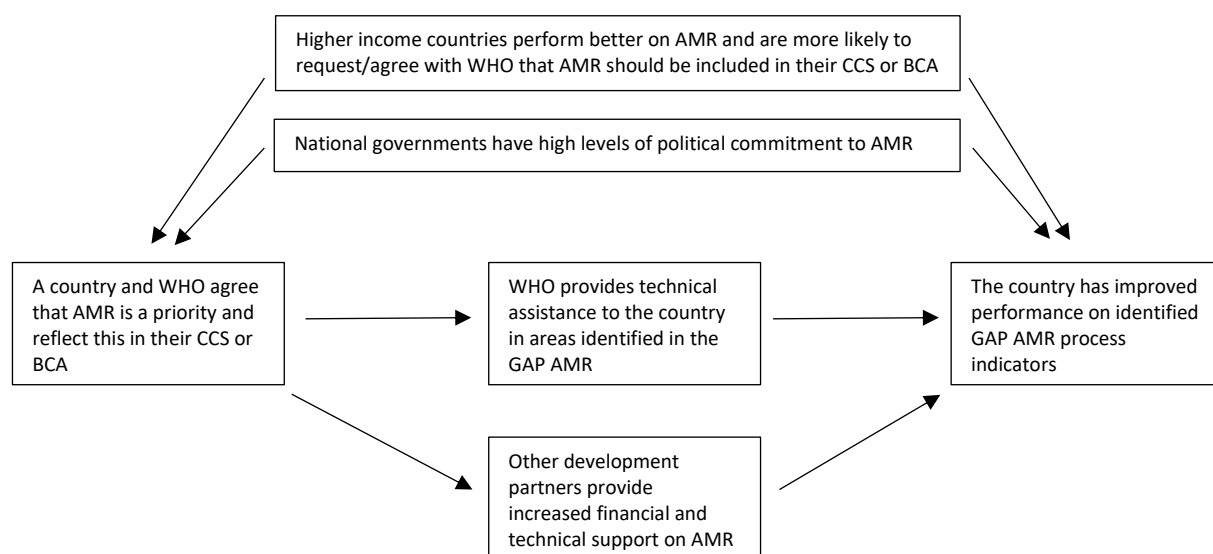 Higher income countries perform better on AMR and are more likely to
request/agree with WHO that AMR should be included in their CCS or BCA
National governments have high levels of political commitment to AMR
A country and WHO agree
that AMR is a priority and
reflect this in their CCS or
BCA
WHO provides technical
assistance to the country
in areas identified in the
GAP AMR
The country has improved
performance on identified
GAP AMR process
indicators
Other development
partners provide
increased financial and
technical support on AMR